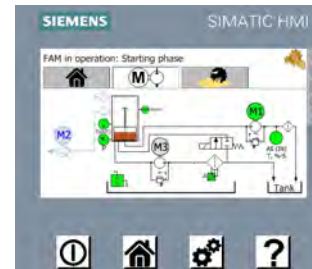 SIEMENS SIMATIC HMI
FAM in operation: Starting phase
M
M1
M2
M3
Tank
?